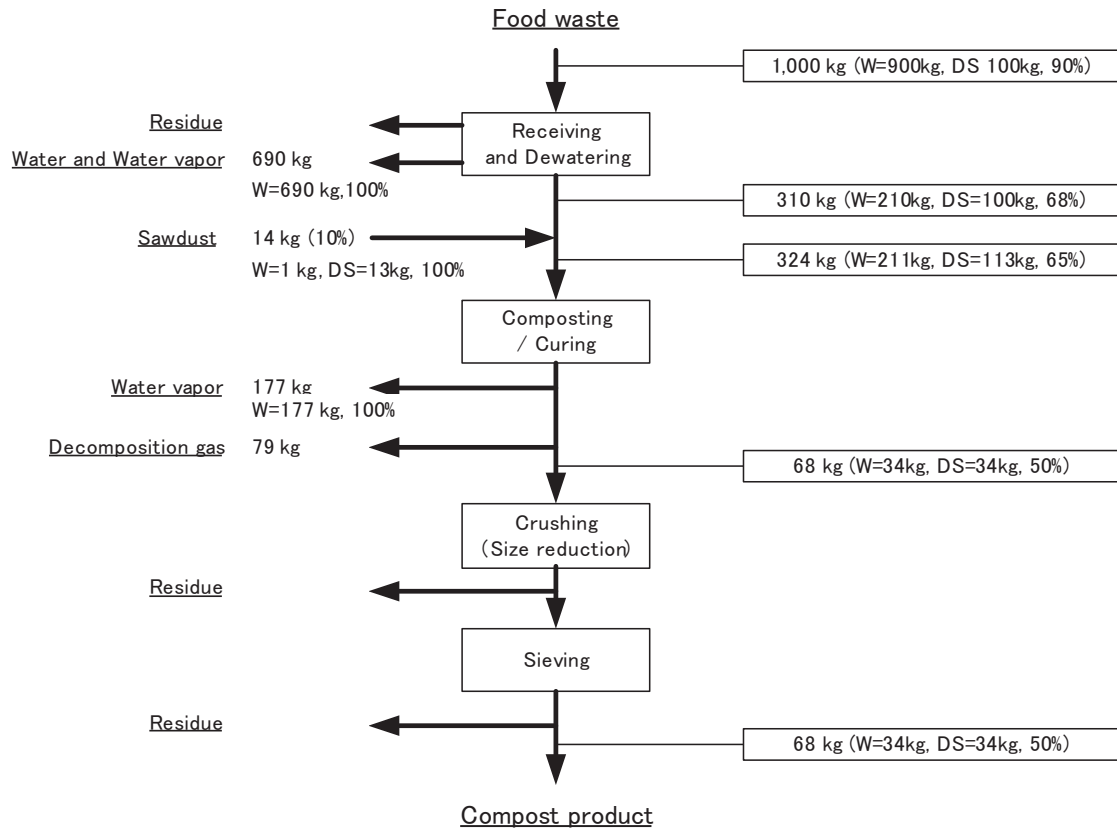 Food waste
1,000 kg (W=900kg, DS 100kg, 90%)
Residue
Receiving
and Dewatering
Water and Water vapor 690 kg
W=690 kg,100%
310 kg (W=210kg, DS=100kg, 68%)
Sawdust 14 kg (10%)
W=1 kg, DS=13kg, 100%
324 kg (W=211kg, DS=113kg, 65%)
Composting
/ Curing
Water vapor 177 kg
W=177 kg, 100%
Decomposition gas 79 kg
68 kg (W=34kg, DS=34kg, 50%)
Crushing
(Size reduction)
Residue
Sieving
Residue
68 kg (W=34kg, DS=34kg, 50%)
Compost product